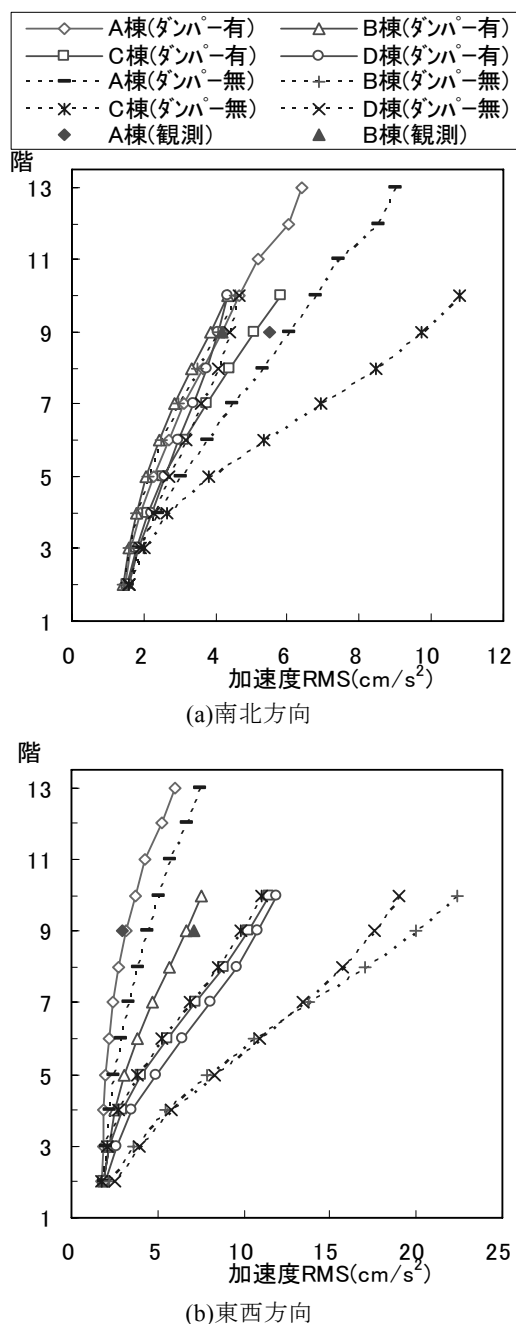 A棟(ﾀﾞﾝﾊﾟｰ有) B棟(ﾀﾞﾝﾊﾟｰ有)
C棟(ﾀﾞﾝﾊﾟｰ有) D棟(ﾀﾞﾝﾊﾟｰ有)
A棟(ﾀﾞﾝﾊﾟｰ無) B棟(ﾀﾞﾝﾊﾟｰ無)
C棟(ﾀﾞﾝﾊﾟｰ無) D棟(ﾀﾞﾝﾊﾟｰ無)
A棟(観測) B棟(観測)
階
13
11
9
7
5
3
1
0 2 4 6 8 10 12
加速度RMS(cm/s²)
(a)南北方向
階
13
11
9
7
5
3
1
0 5 10 15 20 25
加速度RMS(cm/s²)
(b)東西方向